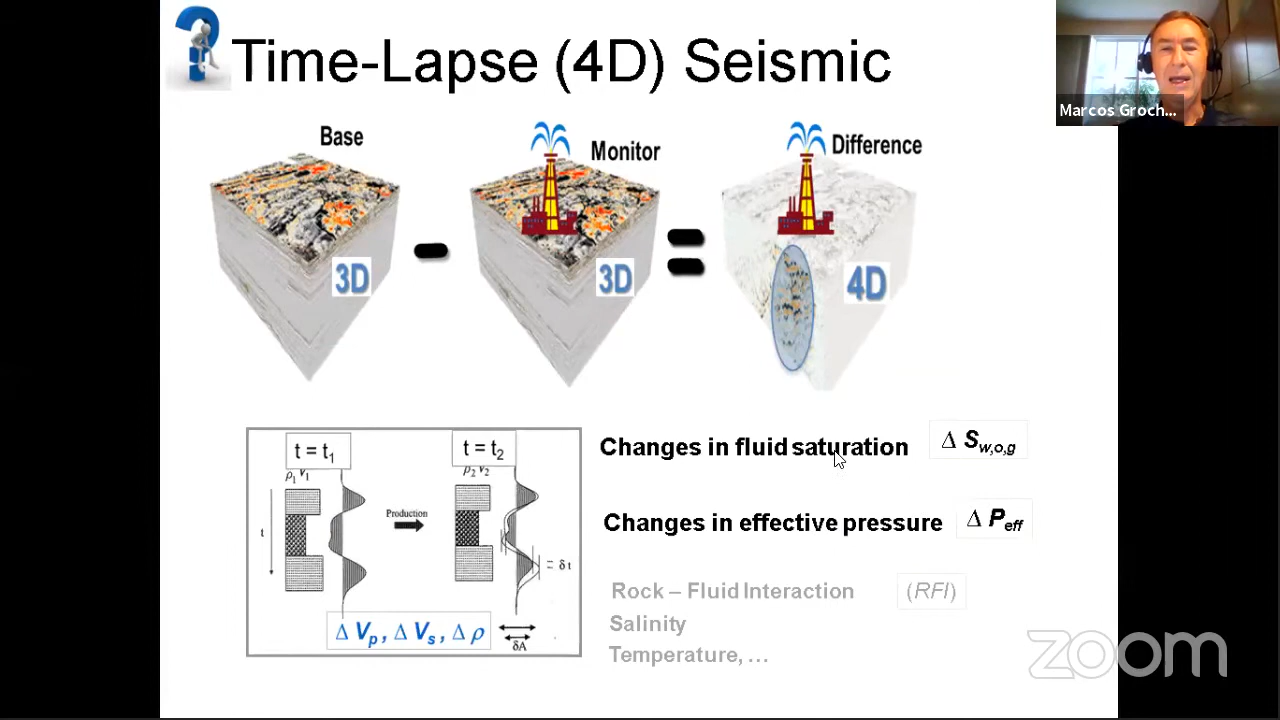 Time-Lapse (4D) Seismic
Marcos Groch...
Base
Monitor
Difference
3D
3D
4D
t = t1
t = t2
ρ1 V1
ρ2 V2
t
Production
= δ t
Δ Vp , Δ Vs , Δ ρ
δA
Changes in fluid saturation
Δ Sw,o,g
Changes in effective pressure
Δ Peff
Rock – Fluid Interaction
(RFI)
Salinity
Temperature, …
zoom